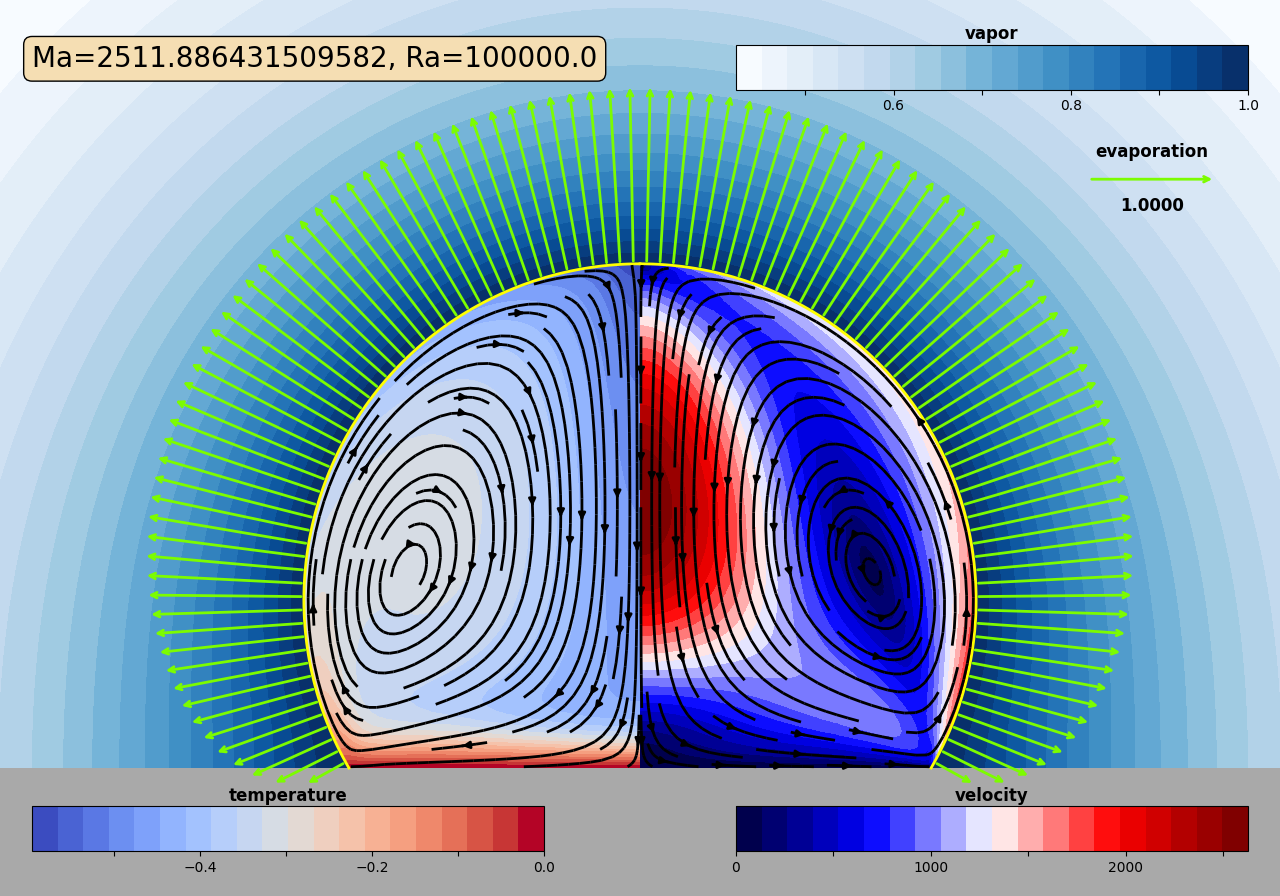 Ma=2511.886431509582, Ra=100000.0
vapor
0.6 0.8 1.0
evaporation
1.0000
temperature
−0.4 −0.2 0.0
velocity
0 1000 2000